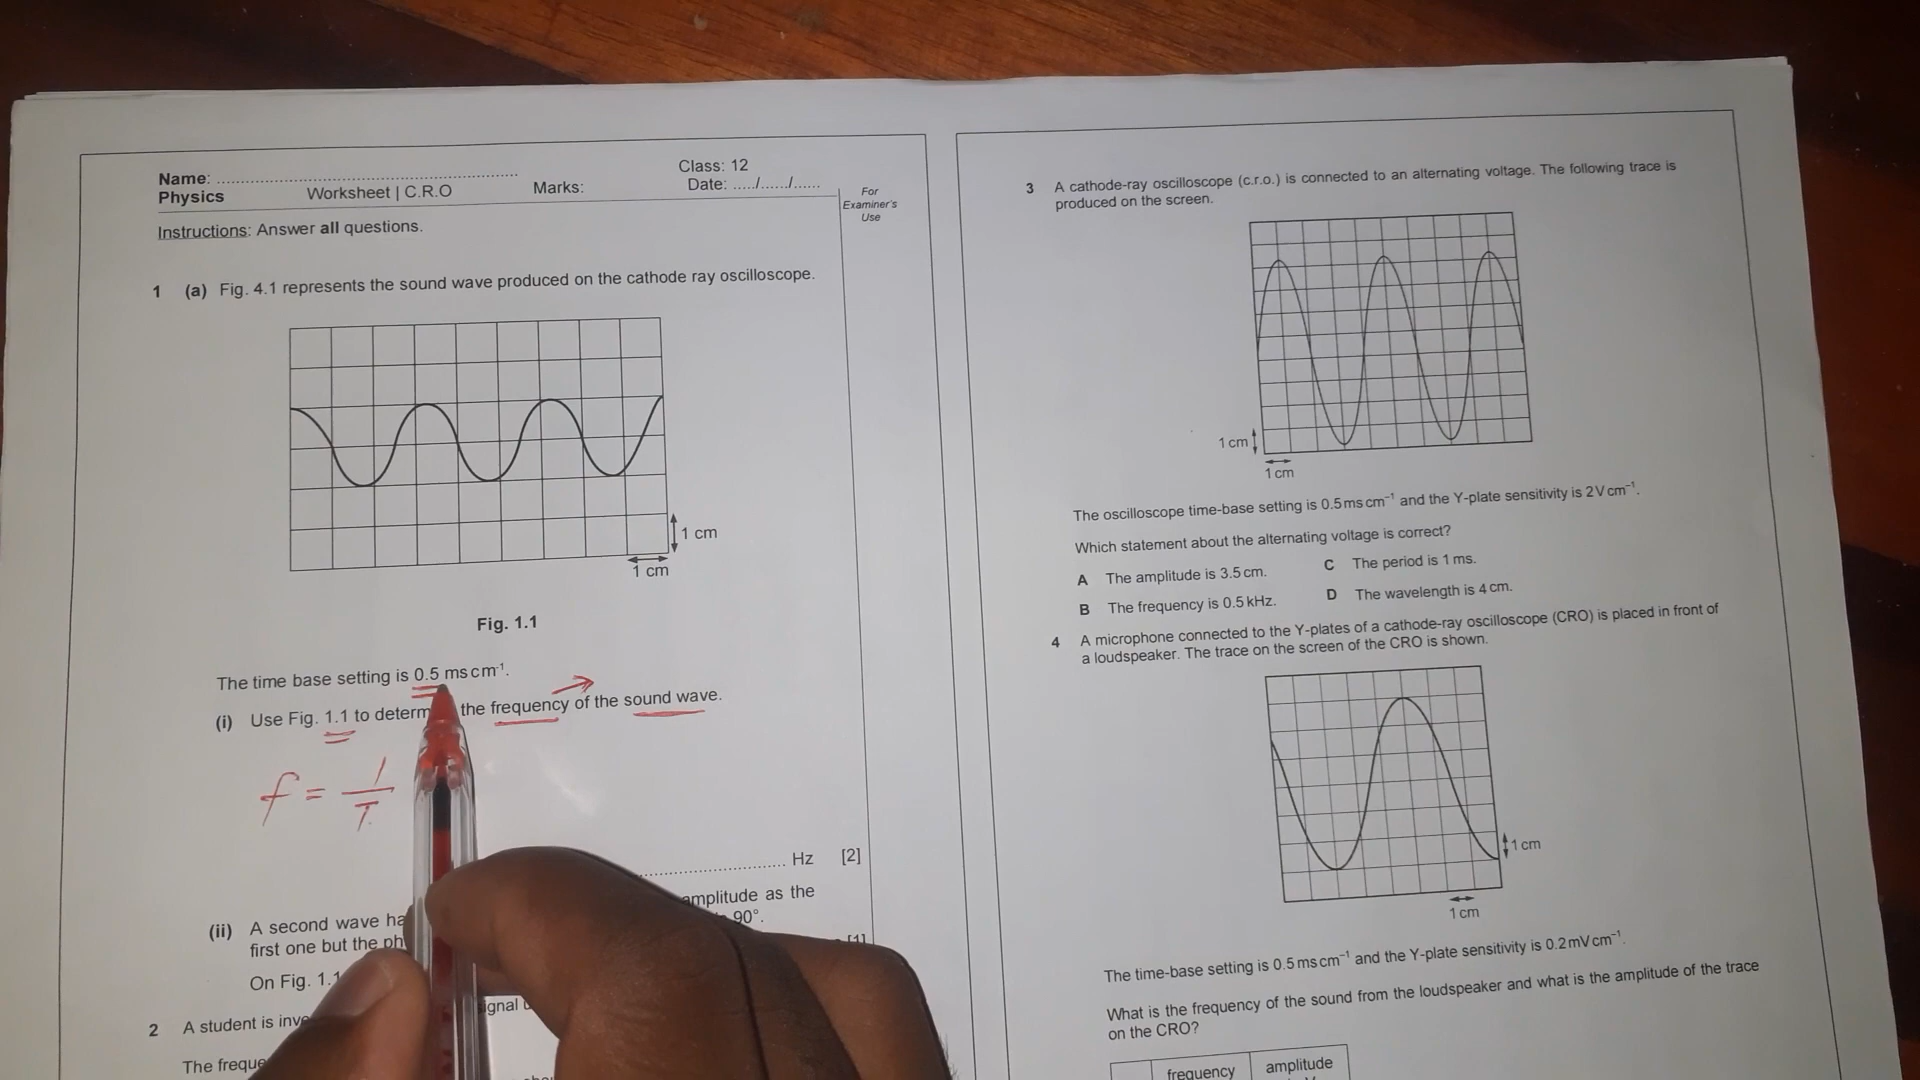 Name: ........................................
Physics
Worksheet | C.R.O
Marks:
Class: 12
Date: ...../....../......
For
Examiner's
Use
Instructions: Answer all questions.
1 (a) Fig. 4.1 represents the sound wave produced on the cathode ray oscilloscope.
1 cm
1 cm
Fig. 1.1
The time base setting is 0.5 ms cm⁻¹.
(i) Use Fig. 1.1 to the frequency of the sound wave.
f = 1/T
........................ Hz [2]
(ii) A second wave amplitude as the
first one but the 90°.
[1]
On Fig. 1.1
2 A student is
The
3 A cathode-ray oscilloscope (c.r.o.) is connected to an alternating voltage. The following trace is
produced on the screen.
1 cm
1 cm
The oscilloscope time-base setting is 0.5 ms cm⁻¹ and the Y-plate sensitivity is 2 V cm⁻¹.
Which statement about the alternating voltage is correct?
A The amplitude is 3.5 cm.
C The period is 1 ms.
B The frequency is 0.5 kHz.
D The wavelength is 4 cm.
4 A microphone connected to the Y-plates of a cathode-ray oscilloscope (CRO) is placed in front of
a loudspeaker. The trace on the screen of the CRO is shown.
1 cm
1 cm
The time-base setting is 0.5 ms cm⁻¹ and the Y-plate sensitivity is 0.2 mV cm⁻¹.
What is the frequency of the sound from the loudspeaker and what is the amplitude of the trace
on the CRO?
frequency amplitude